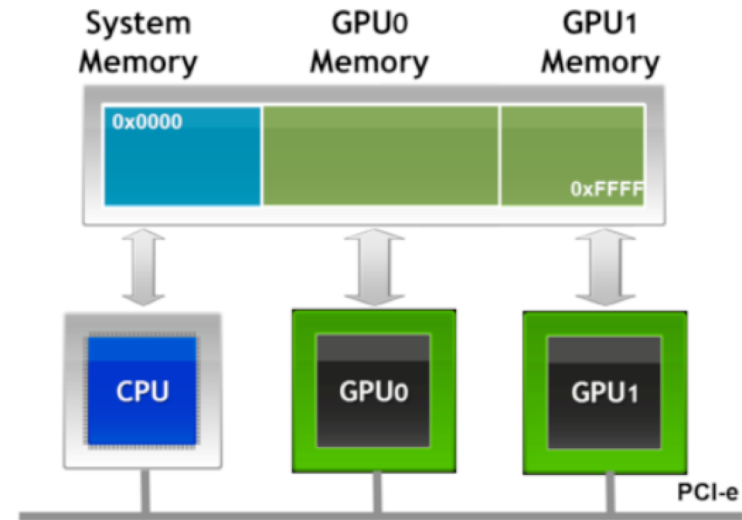 System Memory
GPU0 Memory
GPU1 Memory
0x0000
0xFFFF
CPU
GPU0
GPU1
PCI-e